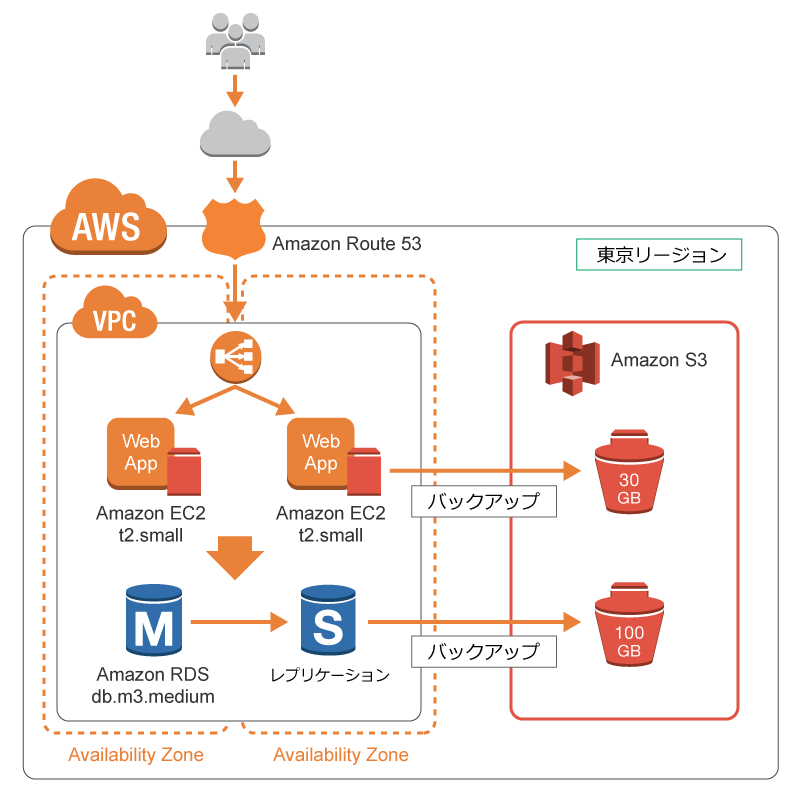 AWS
Amazon Route 53
東京リージョン
VPC
Amazon S3
Web
App
Web
App
30
GB
バックアップ
Amazon EC2
t2.small
Amazon EC2
t2.small
M
S
100
GB
バックアップ
Amazon RDS
db.m3.medium
レプリケーション
Availability Zone
Availability Zone